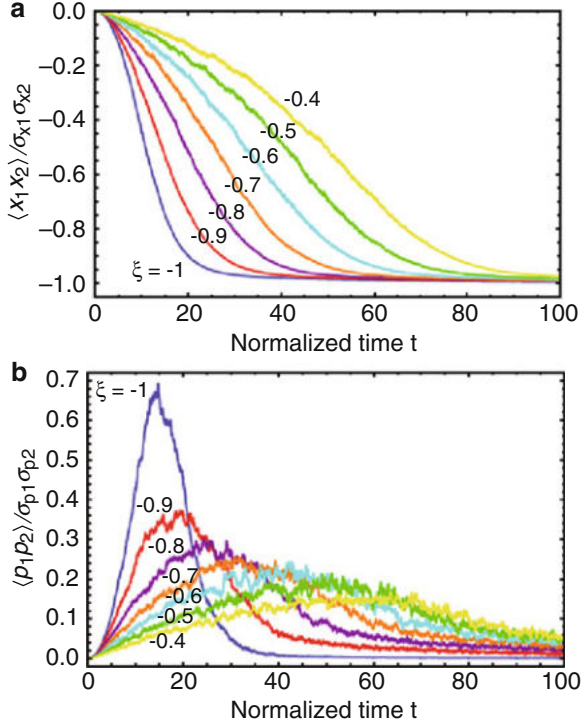 a
⟨x1x2⟩/σx1σx2
0.0
−0.2
−0.4
−0.6
−0.8
−1.0
-0.4
-0.5
-0.6
-0.7
-0.8
-0.9
ξ = -1
0 20 40 60 80 100
Normalized time t
b
⟨p1p2⟩/σp1σp2
0.7
0.6
0.5
0.4
0.3
0.2
0.1
0.0
ξ = -1
-0.9
-0.8
-0.7
-0.6
-0.5
-0.4
0 20 40 60 80 100
Normalized time t